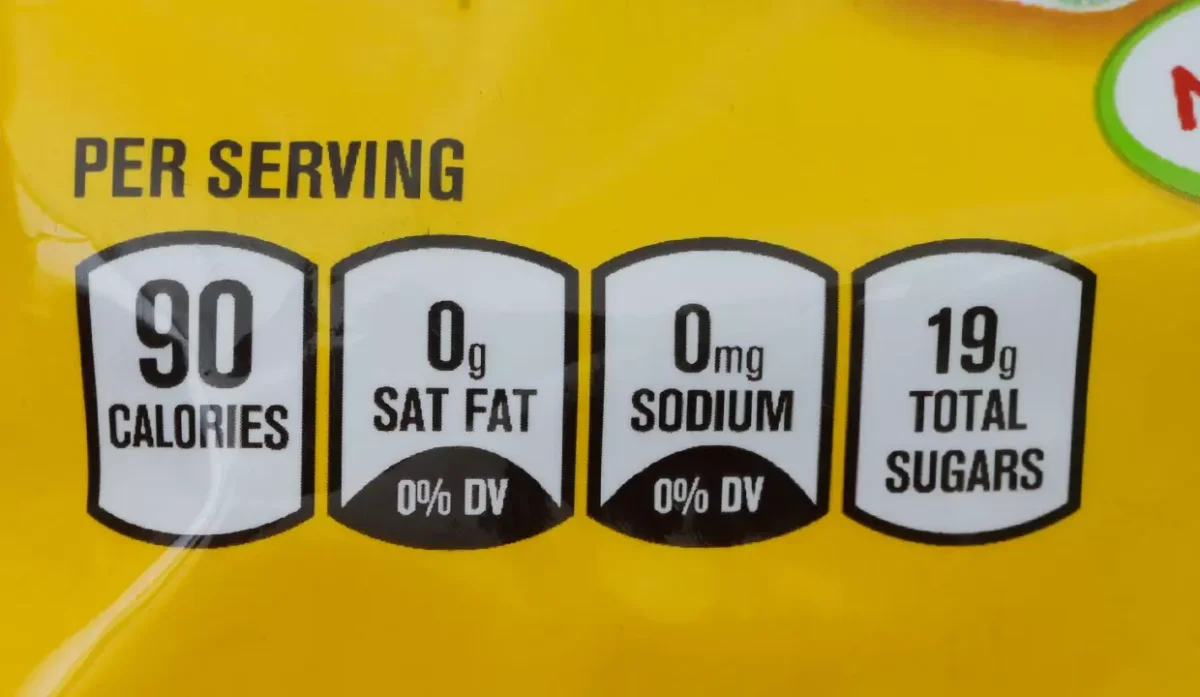 PER SERVING
90
CALORIES
0g
SAT FAT
0% DV
0mg
SODIUM
0% DV
19g
TOTAL
SUGARS